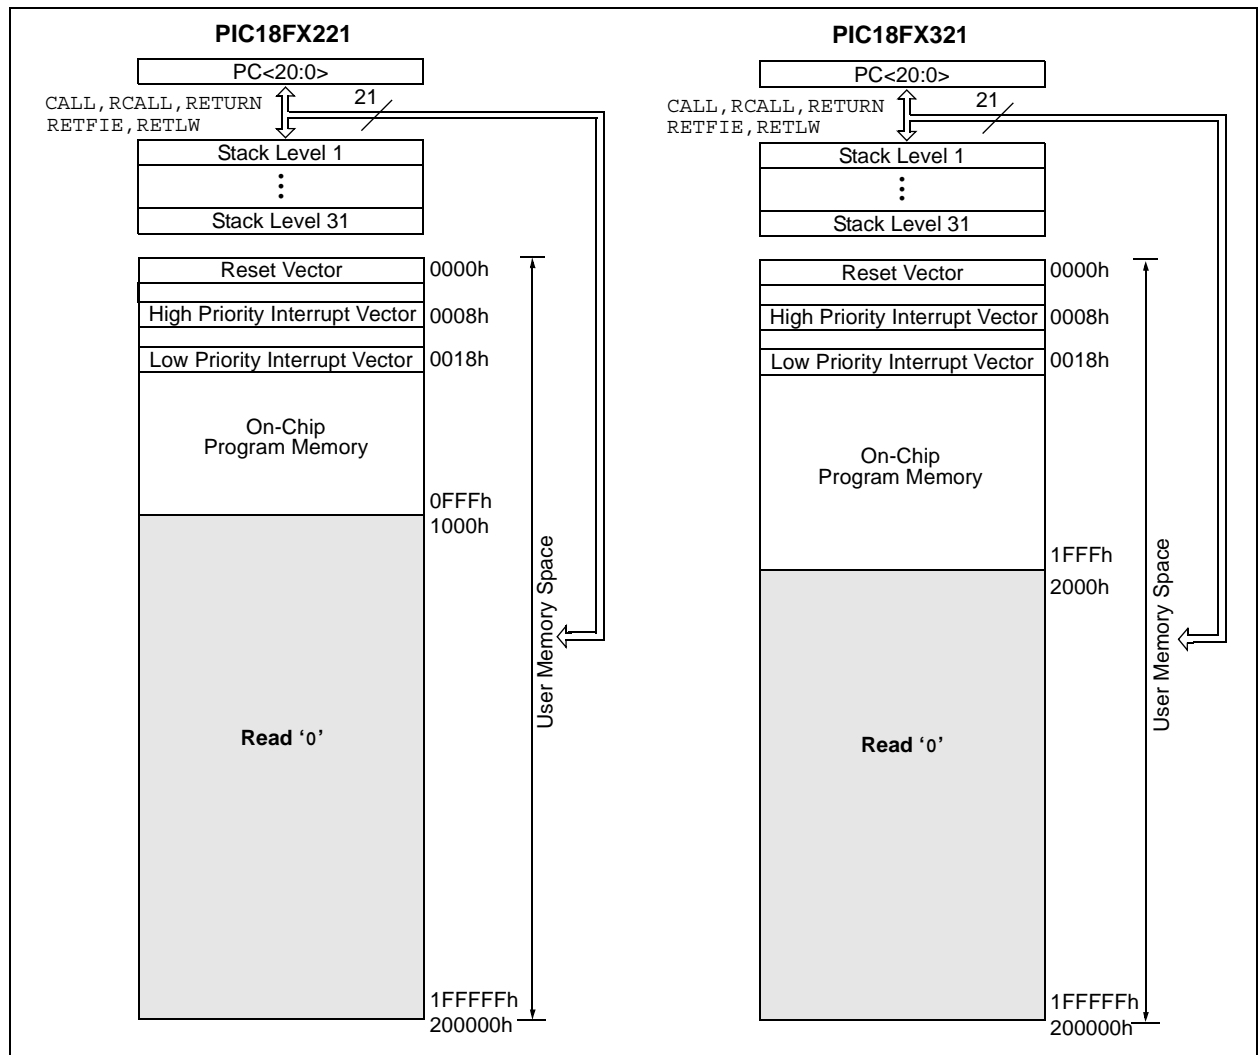 PIC18FX221
PC<20:0>
CALL,RCALL,RETURN
RETFIE,RETLW
21
Stack Level 1
Stack Level 31
Reset Vector
0000h
High Priority Interrupt Vector
0008h
Low Priority Interrupt Vector
0018h
On-Chip
Program Memory
0FFFh
1000h
Read ‘0’
1FFFFFh
200000h
User Memory Space
PIC18FX321
PC<20:0>
CALL,RCALL,RETURN
RETFIE,RETLW
21
Stack Level 1
Stack Level 31
Reset Vector
0000h
High Priority Interrupt Vector
0008h
Low Priority Interrupt Vector
0018h
On-Chip
Program Memory
1FFFh
2000h
Read ‘0’
1FFFFFh
200000h
User Memory Space